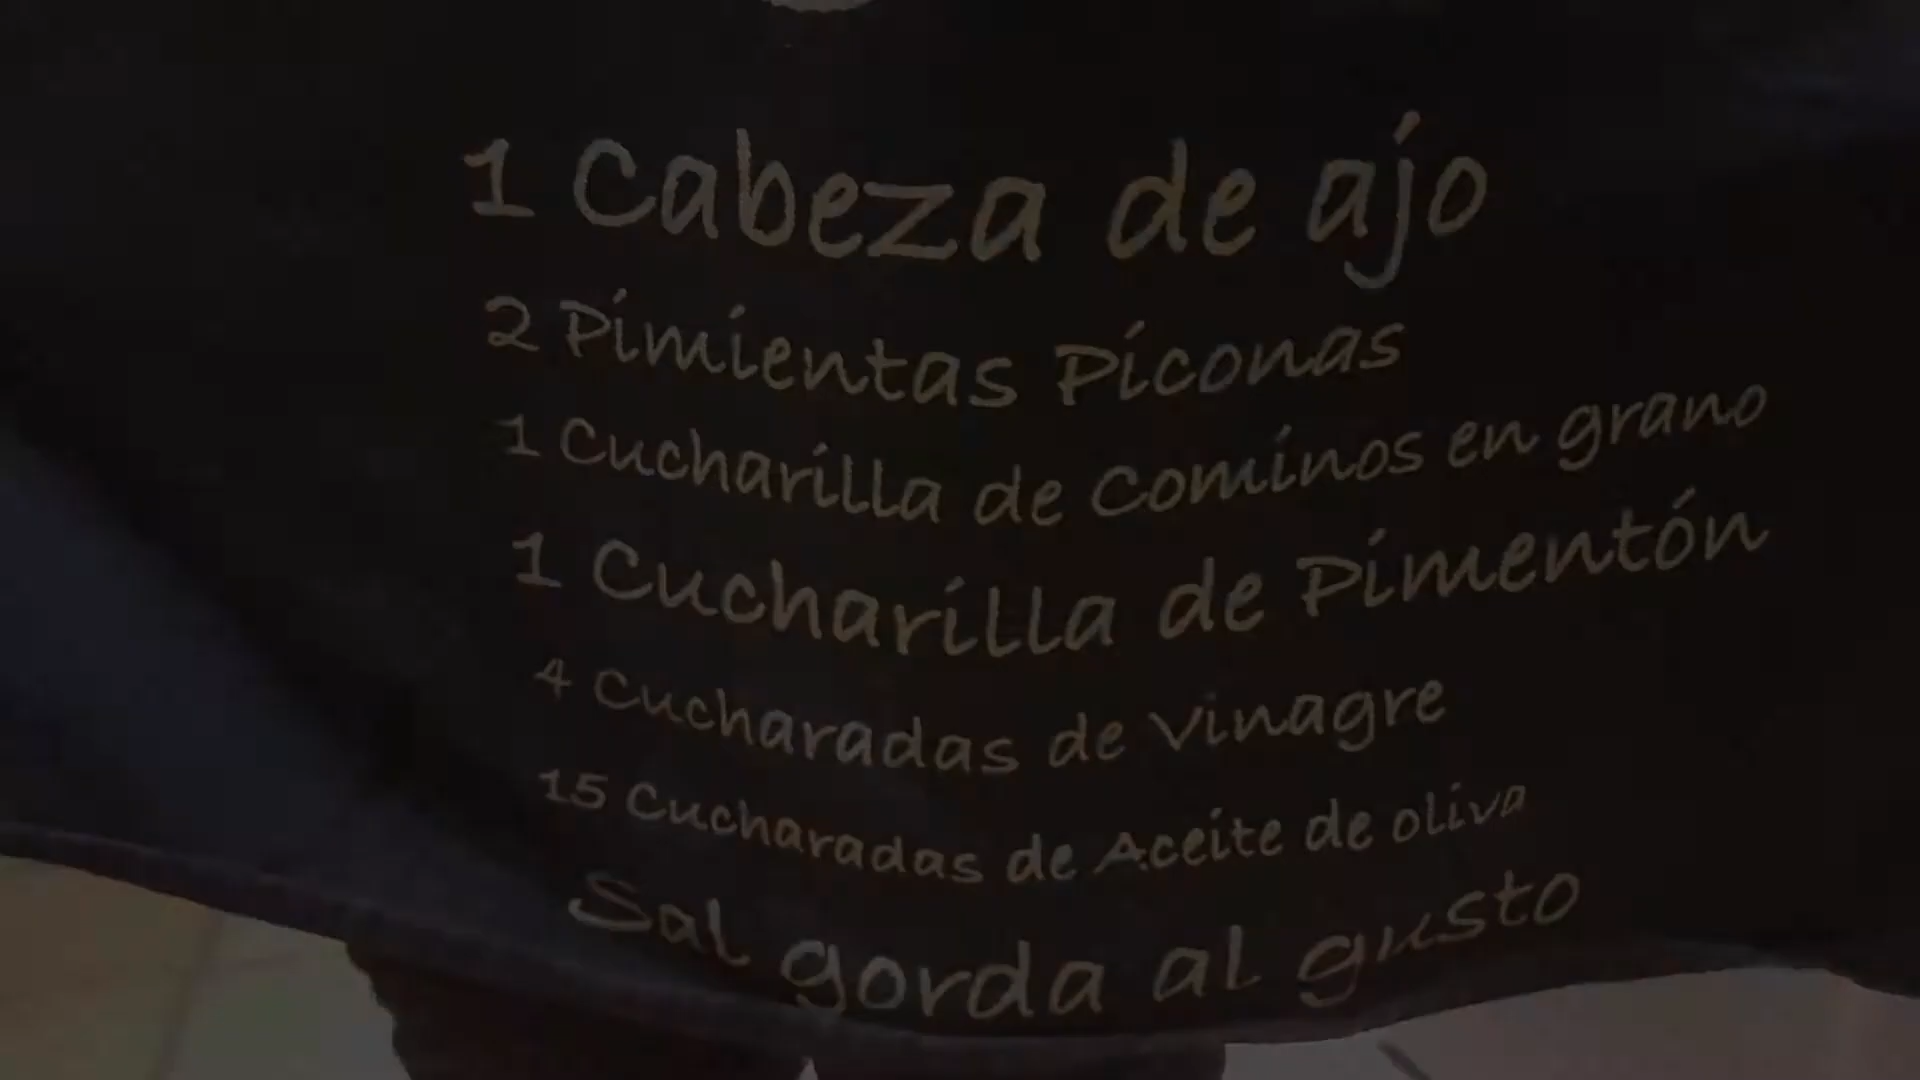 1 Cabeza de ajo
2 Pimientas Piconas
1 Cucharilla de Cominos en grano
1 Cucharilla de Pimentón
4 Cucharadas de Vinagre
15 Cucharadas de Aceite de oliva
Sal gorda al gusto